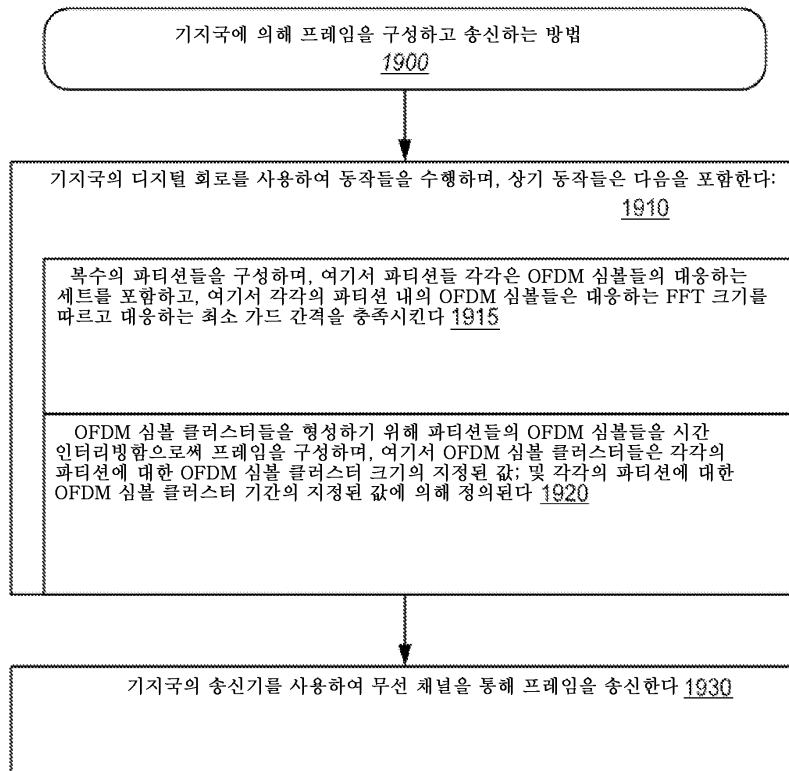 기지국에 의해 프레임을 구성하고 송신하는 방법
1900
기지국의 디지털 회로를 사용하여 동작들을 수행하며, 상기 동작들은 다음을 포함한다:
1910
복수의 파티션들을 구성하며, 여기서 파티션들 각각은 OFDM 심볼들의 대응하는
세트를 포함하고, 여기서 각각의 파티션 내의 OFDM 심볼들은 대응하는 FFT 크기를
따르고 대응하는 최소 가드 간격을 충족시킨다 1915
OFDM 심볼 클러스터들을 형성하기 위해 파티션들의 OFDM 심볼들을 시간
인터리빙함으로써 프레임을 구성하며, 여기서 OFDM 심볼 클러스터들은 각각의
파티션에 대한 OFDM 심볼 클러스터 크기의 지정된 값; 및 각각의 파티션에 대한
OFDM 심볼 클러스터 기간의 지정된 값에 의해 정의된다 1920
기지국의 송신기를 사용하여 무선 채널을 통해 프레임을 송신한다 1930